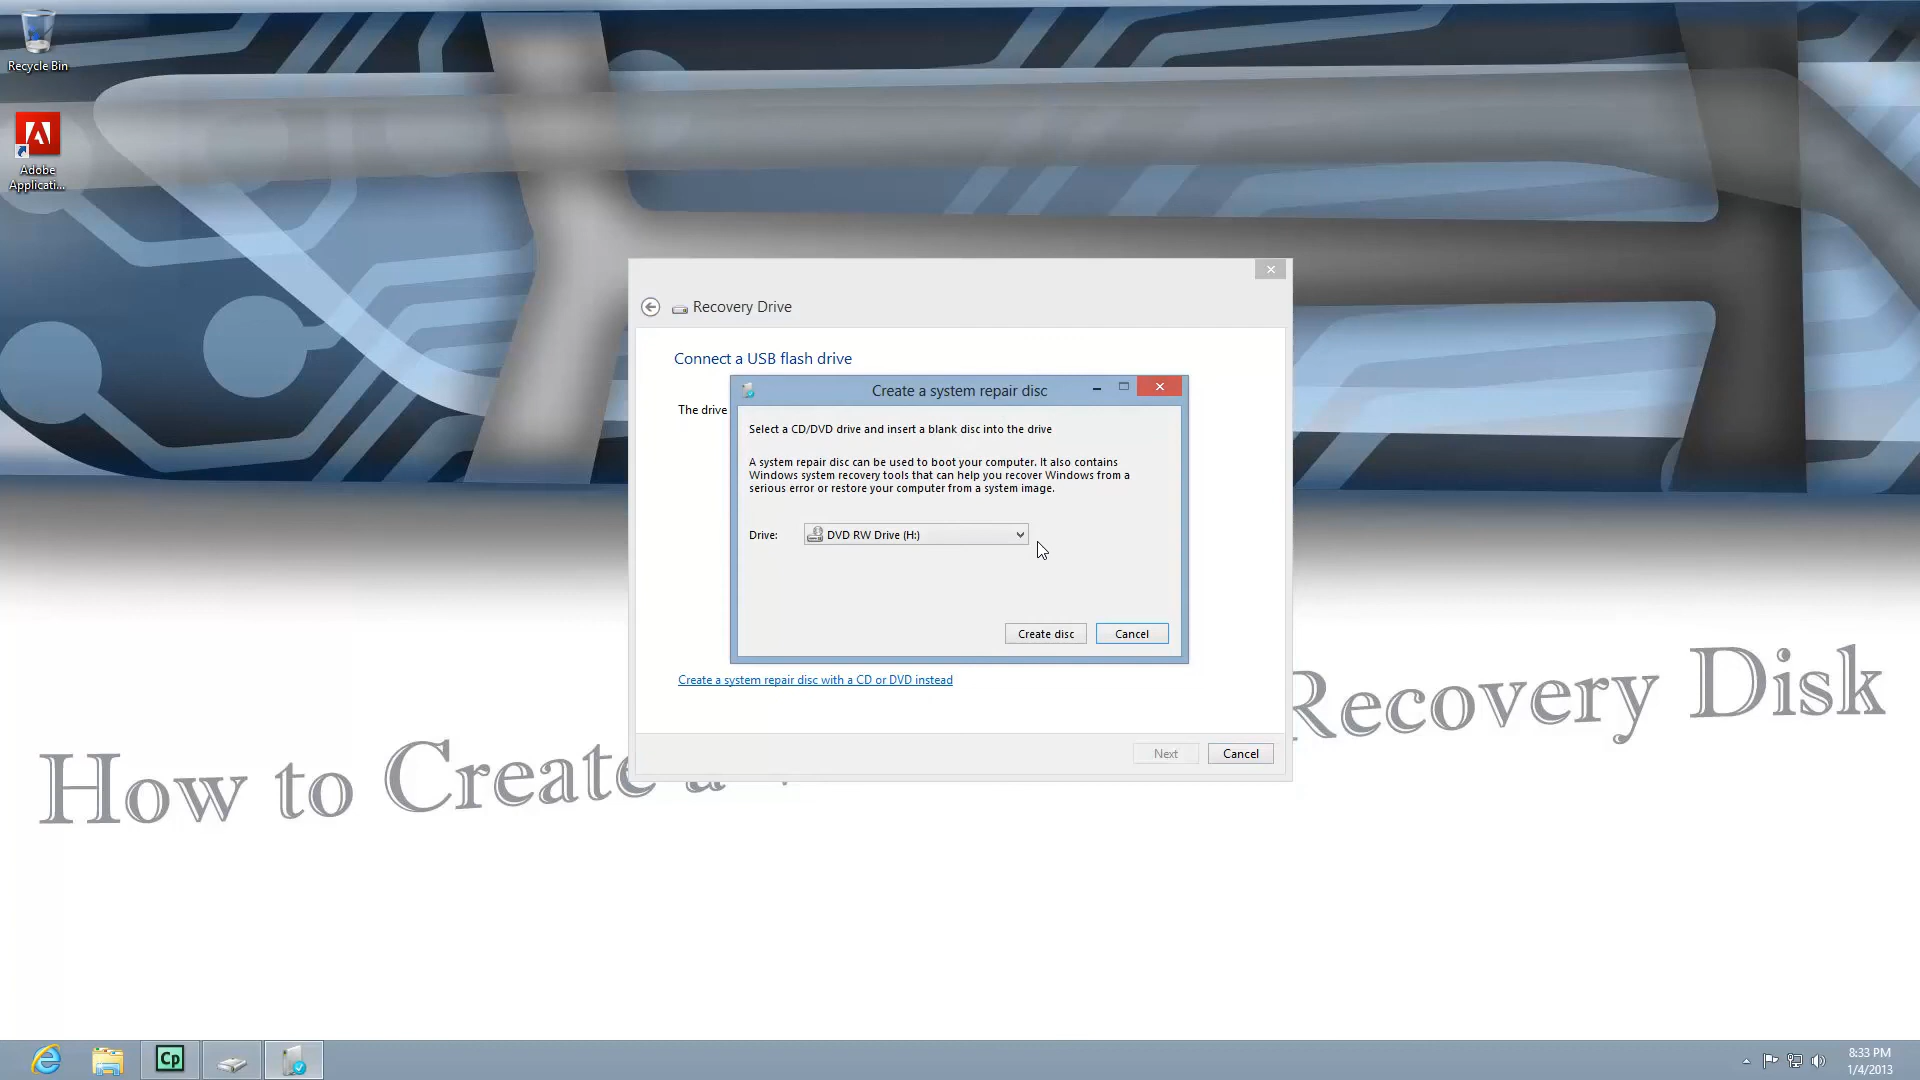 Recycle Bin
Adobe
Applicati...
Recovery Drive
Connect a USB flash drive
The drive
Create a system repair disc
Select a CD/DVD drive and insert a blank disc into the drive
A system repair disc can be used to boot your computer. It also contains
Windows system recovery tools that can help you recover Windows from a
serious error or restore your computer from a system image.
Drive:
DVD RW Drive (H:)
Create disc
Cancel
Create a system repair disc with a CD or DVD instead
Next
Cancel
How to Create a
Recovery Disk
Cp
8:33 PM
1/4/2013